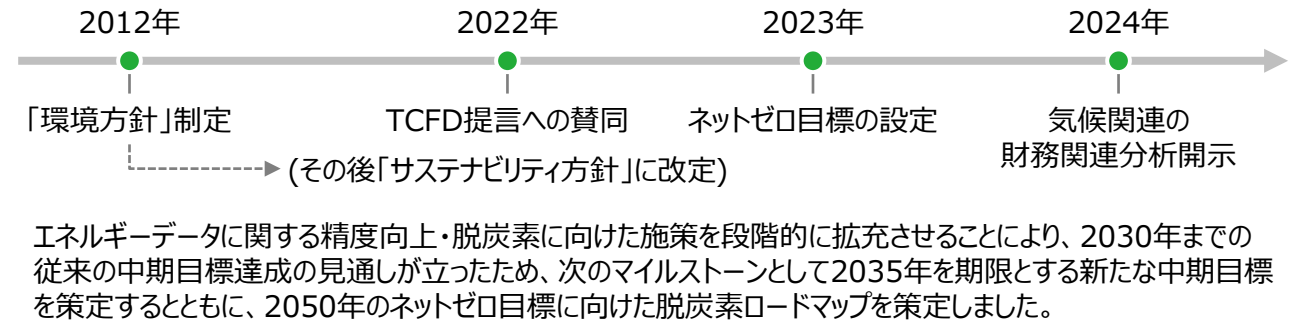 2012年 2022年 2023年 2024年
「環境方針」制定 TCFD提言への賛同 ネットゼロ目標の設定 気候関連の
財務関連分析開示
(その後「サステナビリティ方針」に改定)
エネルギーデータに関する精度向上・脱炭素に向けた施策を段階的に拡充させることにより、2030年までの
従来の中期目標達成の見通しが立ったため、次のマイルストーンとして2035年を期限とする新たな中期目標
を策定するとともに、2050年のネットゼロ目標に向けた脱炭素ロードマップを策定しました。